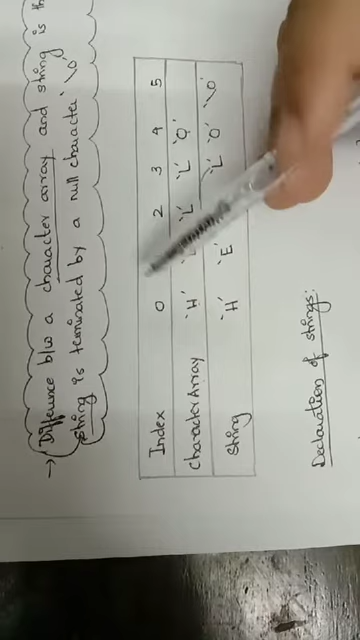 → Difference b/w a character array and string is th
string is terminated by a null character '\0'
Index 0 2 3 4 5
Character Array 'H' 'L' 'L' 'O'
String 'H' 'E' 'L' 'O' '\0'
Declaration of strings: